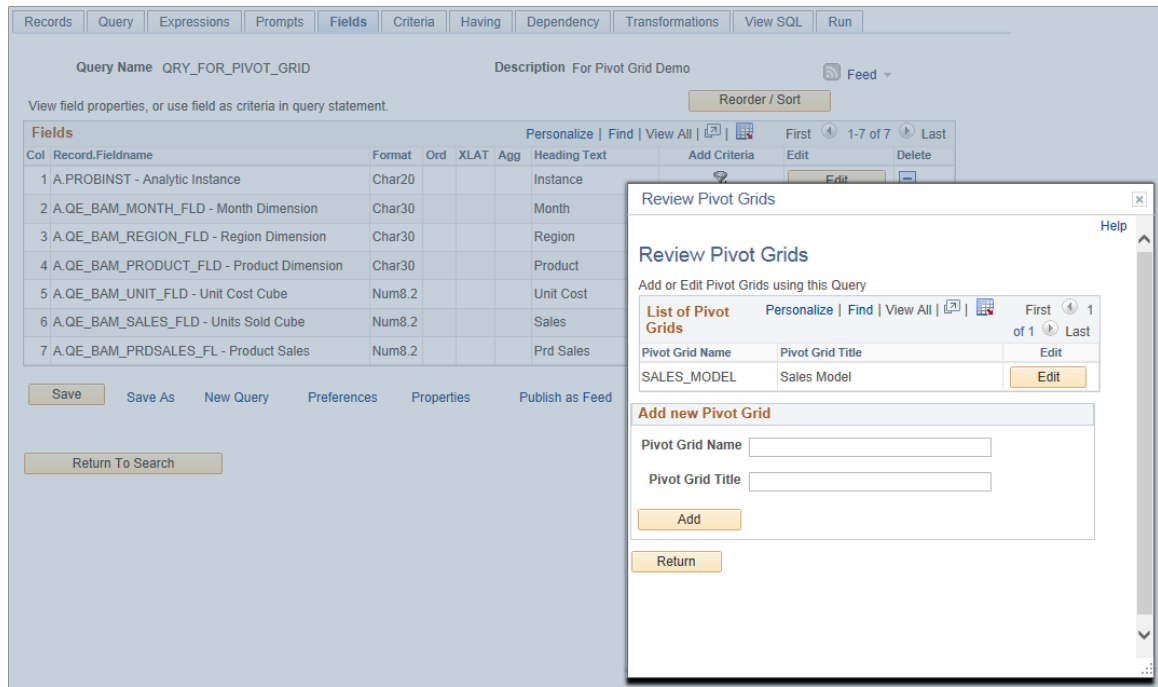 Records Query Expressions Prompts Fields Criteria Having Dependency Transformations View SQL Run
Query Name QRY_FOR_PIVOT_GRID Description For Pivot Grid Demo Feed
View field properties, or use field as criteria in query statement. Reorder / Sort
Fields Personalize | Find | View All | | First 1-7 of 7 Last
Col Record.Fieldname Format Ord XLAT Agg Heading Text Add Criteria Edit Delete
1 A.PROBINST - Analytic Instance Char20 Instance Edit
2 A.QE_BAM_MONTH_FLD - Month Dimension Char30 Month
3 A.QE_BAM_REGION_FLD - Region Dimension Char30 Region
4 A.QE_BAM_PRODUCT_FLD - Product Dimension Char30 Product
5 A.QE_BAM_UNIT_FLD - Unit Cost Cube Num8.2 Unit Cost
6 A.QE_BAM_SALES_FLD - Units Sold Cube Num8.2 Sales
7 A.QE_BAM_PRDSALES_FL - Product Sales Num8.2 Prd Sales
Save Save As New Query Preferences Properties Publish as Feed
Return To Search
Review Pivot Grids
Help
Review Pivot Grids
Add or Edit Pivot Grids using this Query
List of Pivot Grids Personalize | Find | View All | | First 1 of 1 Last
Pivot Grid Name Pivot Grid Title Edit
SALES_MODEL Sales Model Edit
Add new Pivot Grid
Pivot Grid Name
Pivot Grid Title
Add
Return